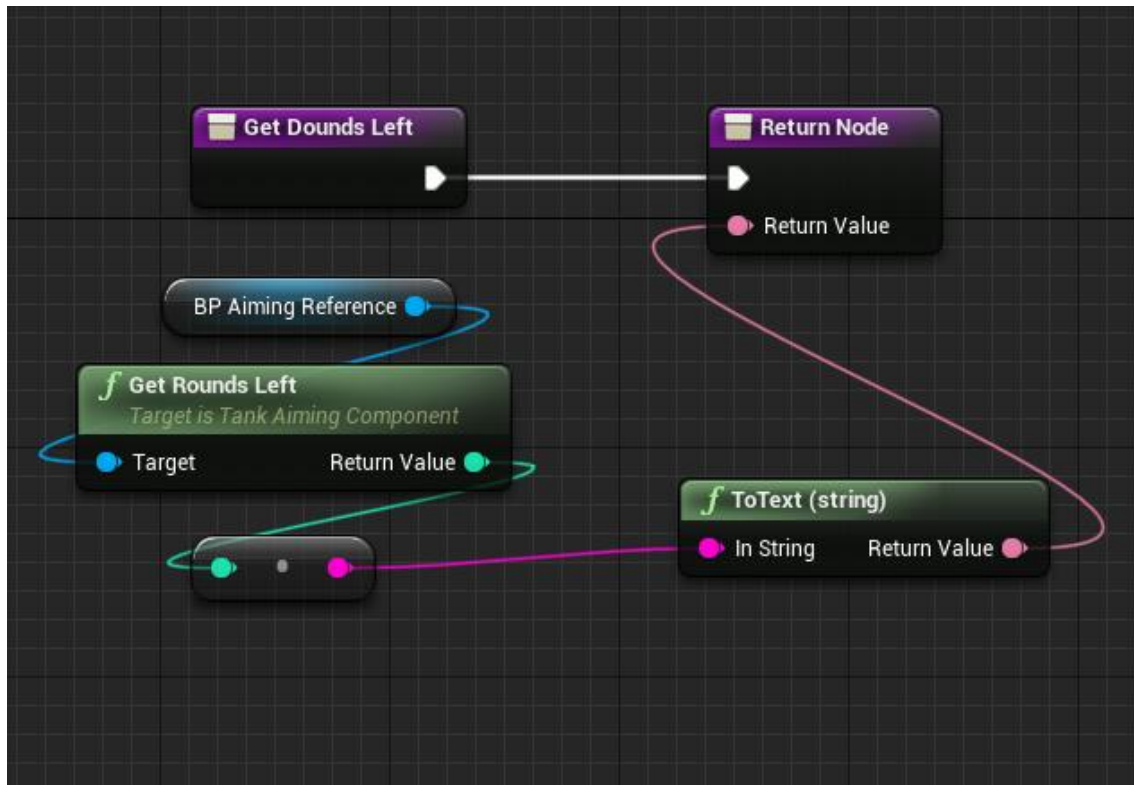 Get Dounds Left
Return Node
Return Value
BP Aiming Reference
f Get Rounds Left
Target is Tank Aiming Component
Target Return Value
f ToText (string)
In String Return Value